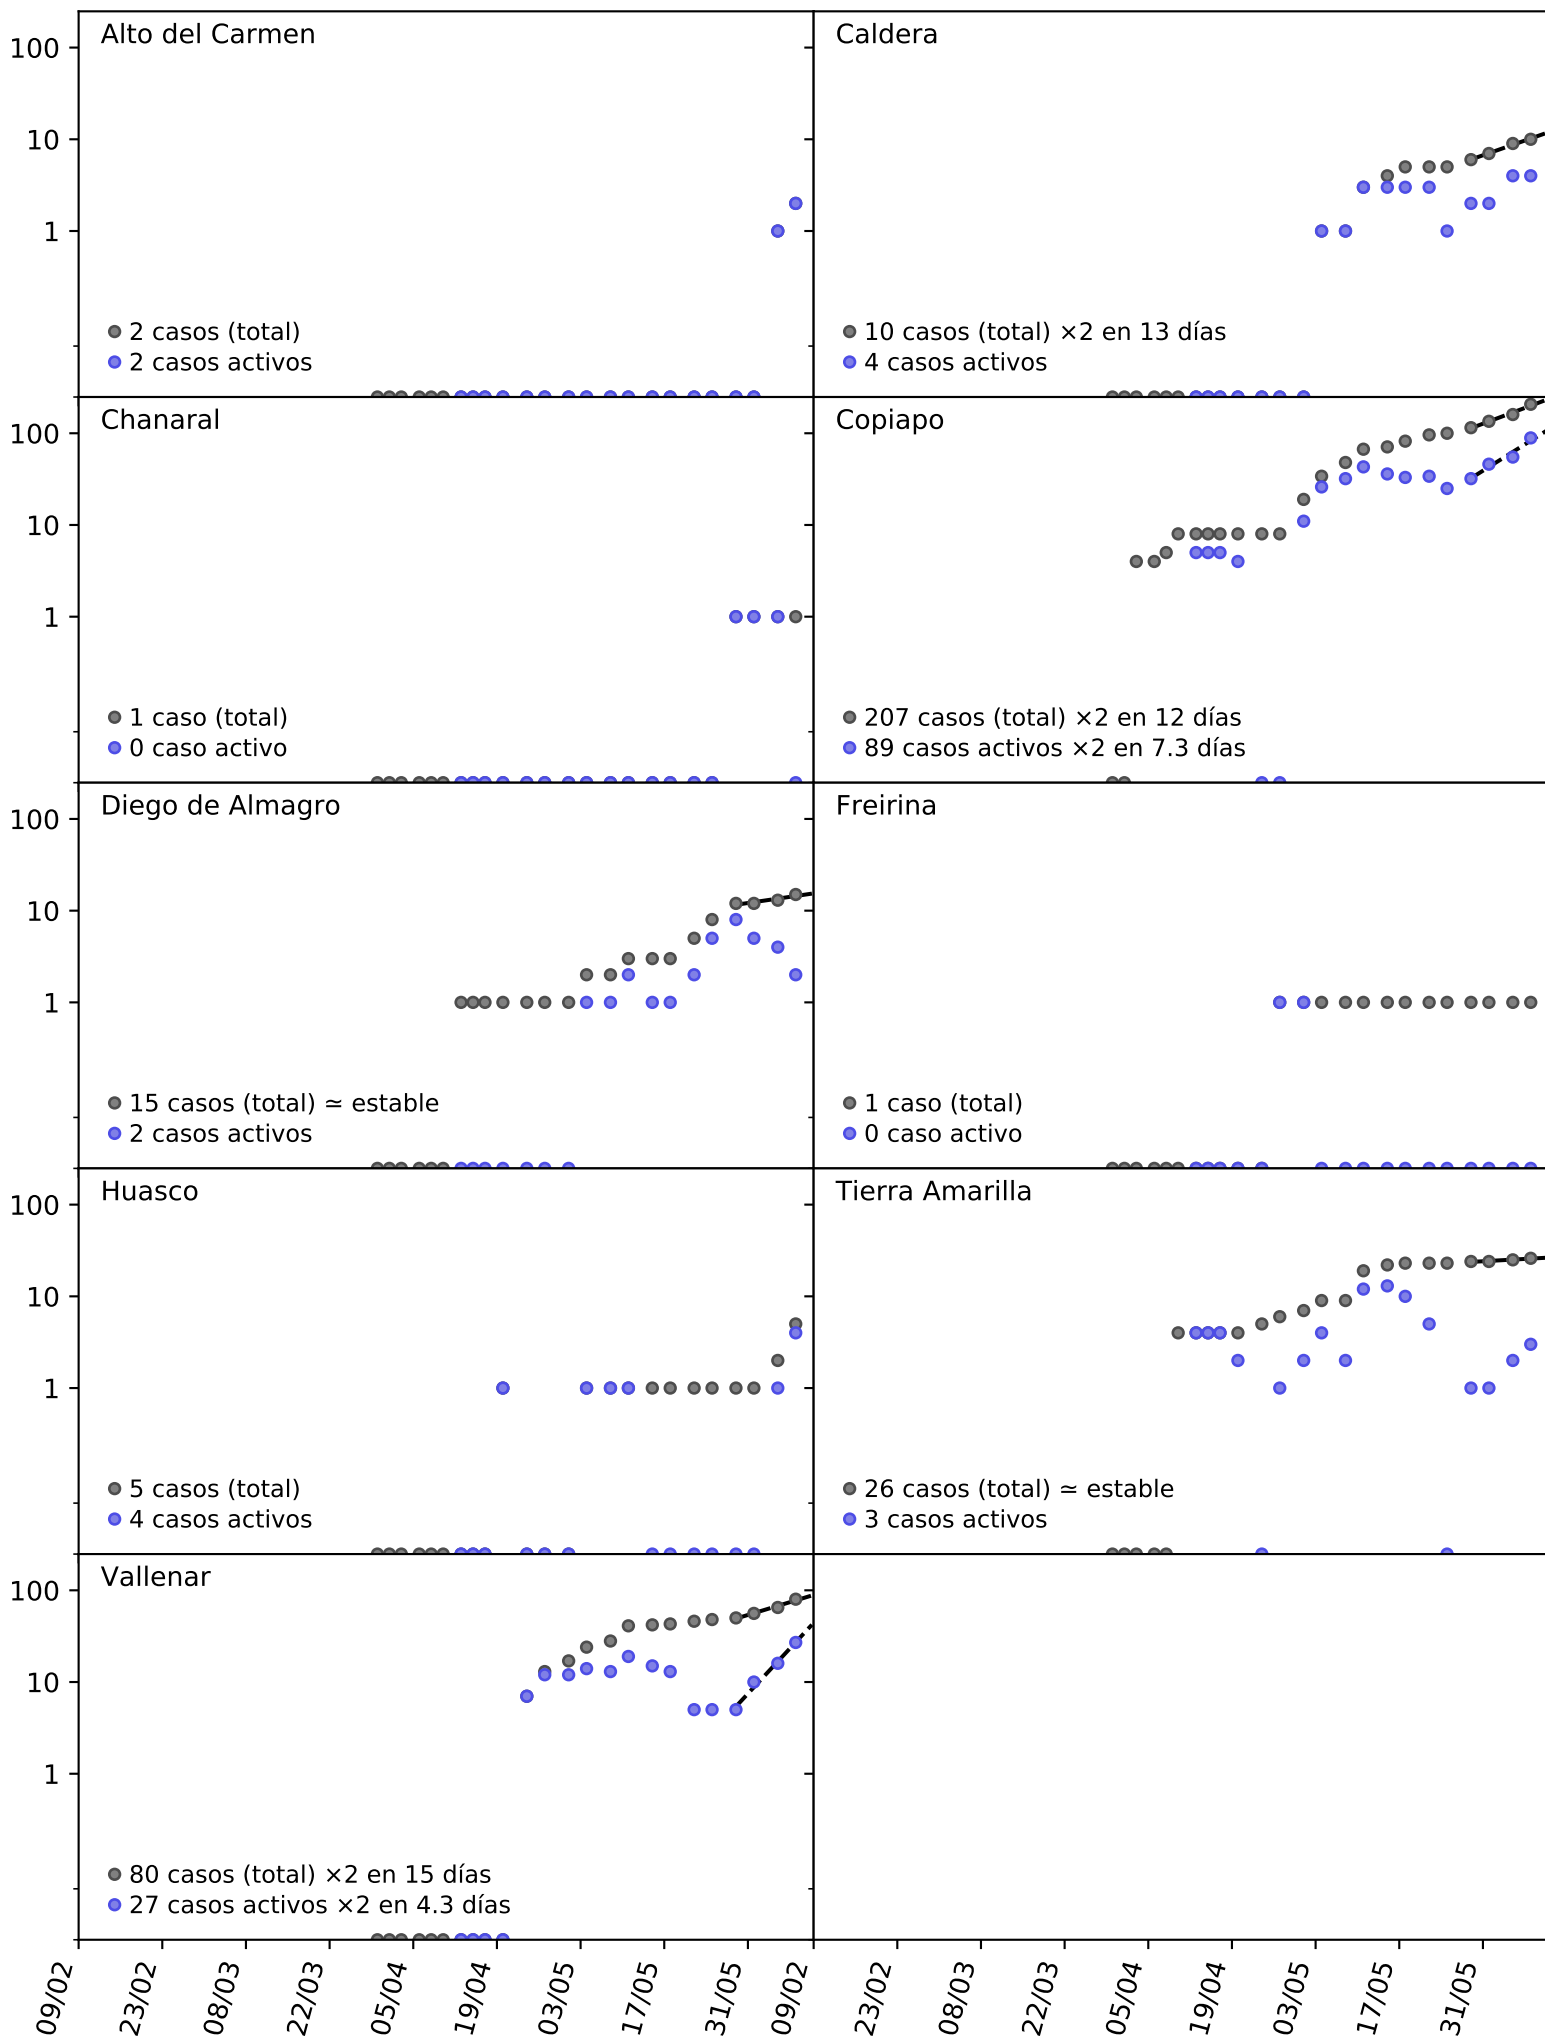 Alto del Carmen
100
10
1
2 casos (total)
2 casos activos
Caldera
10 casos (total) ×2 en 13 días
4 casos activos
Chanaral
100
10
1
1 caso (total)
0 caso activo
Copiapo
207 casos (total) ×2 en 12 días
89 casos activos ×2 en 7.3 días
Diego de Almagro
100
10
1
15 casos (total) ≃ estable
2 casos activos
Freirina
1 caso (total)
0 caso activo
Huasco
100
10
1
5 casos (total)
4 casos activos
Tierra Amarilla
26 casos (total) ≃ estable
3 casos activos
Vallenar
100
10
1
80 casos (total) ×2 en 15 días
27 casos activos ×2 en 4.3 días
09/02
23/02
08/03
22/03
05/04
19/04
03/05
17/05
31/05
09/02
23/02
08/03
22/03
05/04
19/04
03/05
17/05
31/05